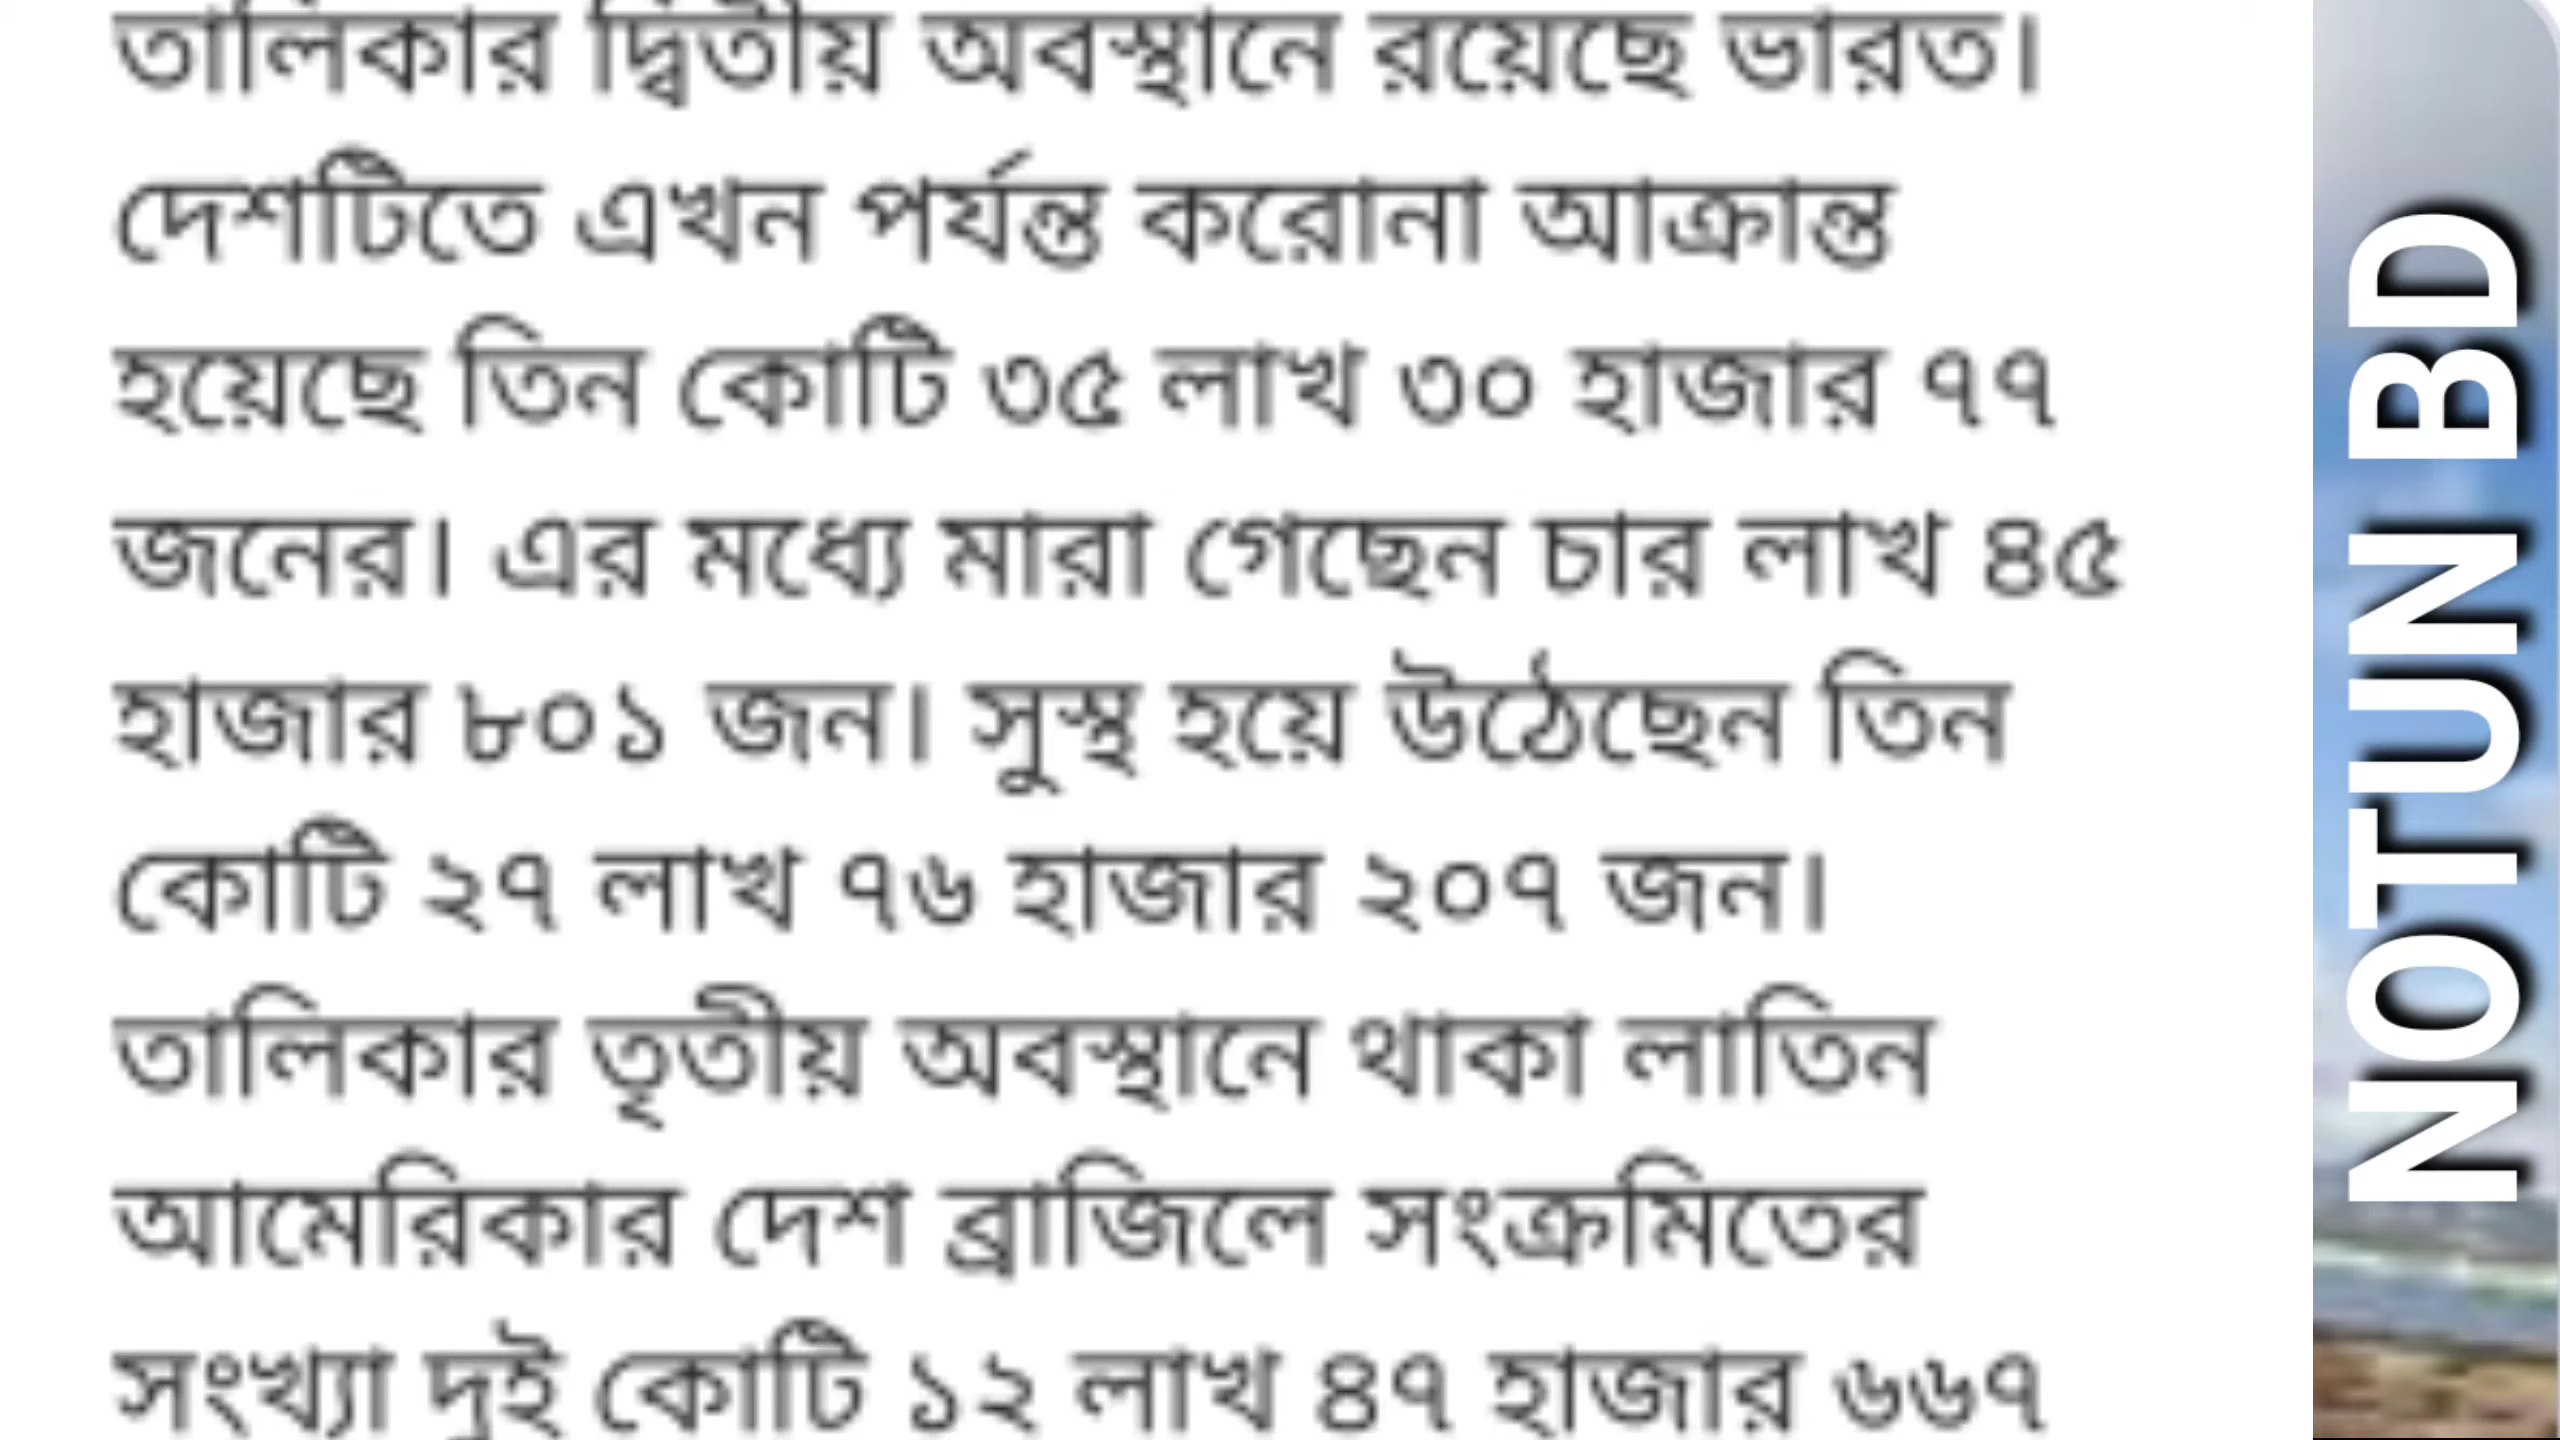 তালিকার দ্বিতীয় অবস্থানে রয়েছে ভারত।
দেশটিতে এখন পর্যন্ত করোনা আক্রান্ত
হয়েছে তিন কোটি ৩৫ লাখ ৩০ হাজার ৭৭
জনের। এর মধ্যে মারা গেছেন চার লাখ ৪৫
হাজার ৮০১ জন। সুস্থ হয়ে উঠেছেন তিন
কোটি ২৭ লাখ ৭৬ হাজার ২০৭ জন।
তালিকার তৃতীয় অবস্থানে থাকা লাতিন
আমেরিকার দেশ ব্রাজিলে সংক্রমিতের
সংখ্যা দুই কোটি ১২ লাখ ৪৭ হাজার ৬৬৭
NOTUN BD